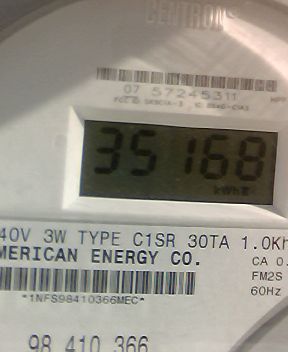 CENTRON
07 57245311
35168
kWh
40V 3W TYPE C1SR 30TA 1.0Kh
MERICAN ENERGY CO.
CA 0.
FM2S
60Hz
*1NFS98410366MEC*
98 410 366